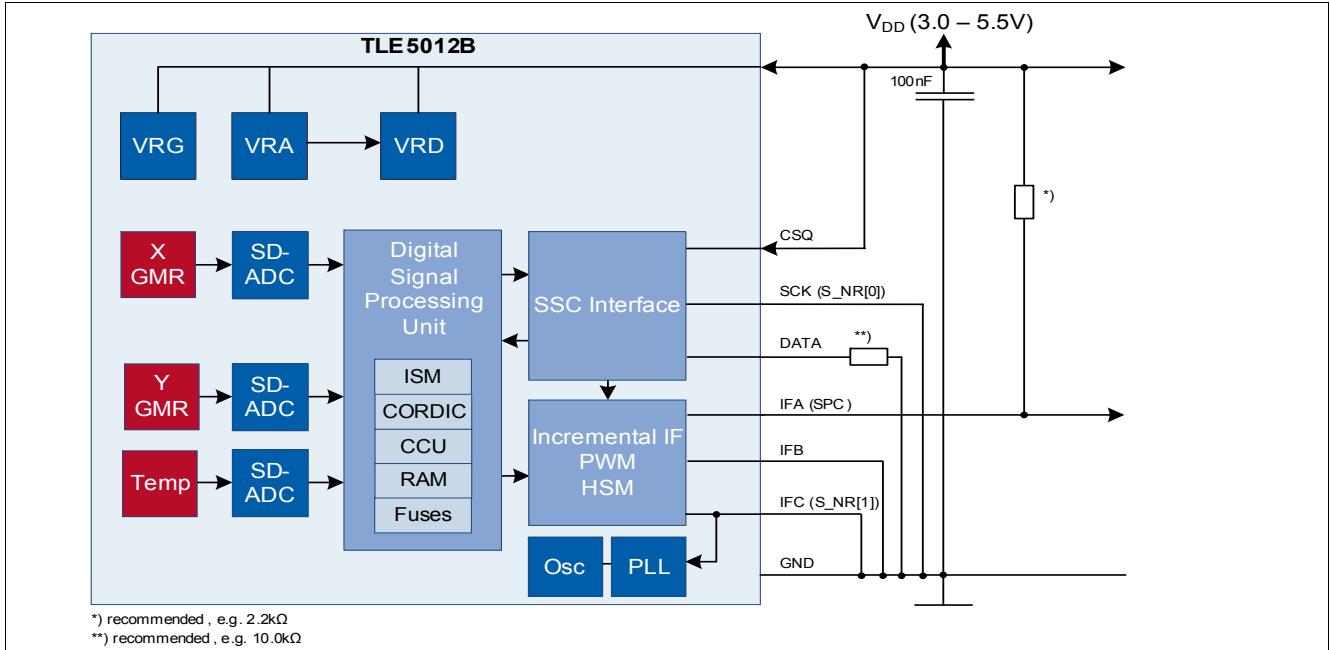 V_DD (3.0 – 5.5V)
TLE5012B
100nF
VRG
VRA
VRD
*)
CSQ
X
GMR
SD-
ADC
Digital
Signal
Processing
Unit
SSC Interface
SCK (S_NR[0])
DATA
**)
Y
GMR
SD-
ADC
ISM
CORDIC
CCU
RAM
Fuses
Incremental IF
PWM
HSM
IFA (SPC)
IFB
IFC (S_NR[1])
Temp
SD-
ADC
Osc
PLL
GND
*) recommended , e.g. 2.2kΩ
**) recommended , e.g. 10.0kΩ